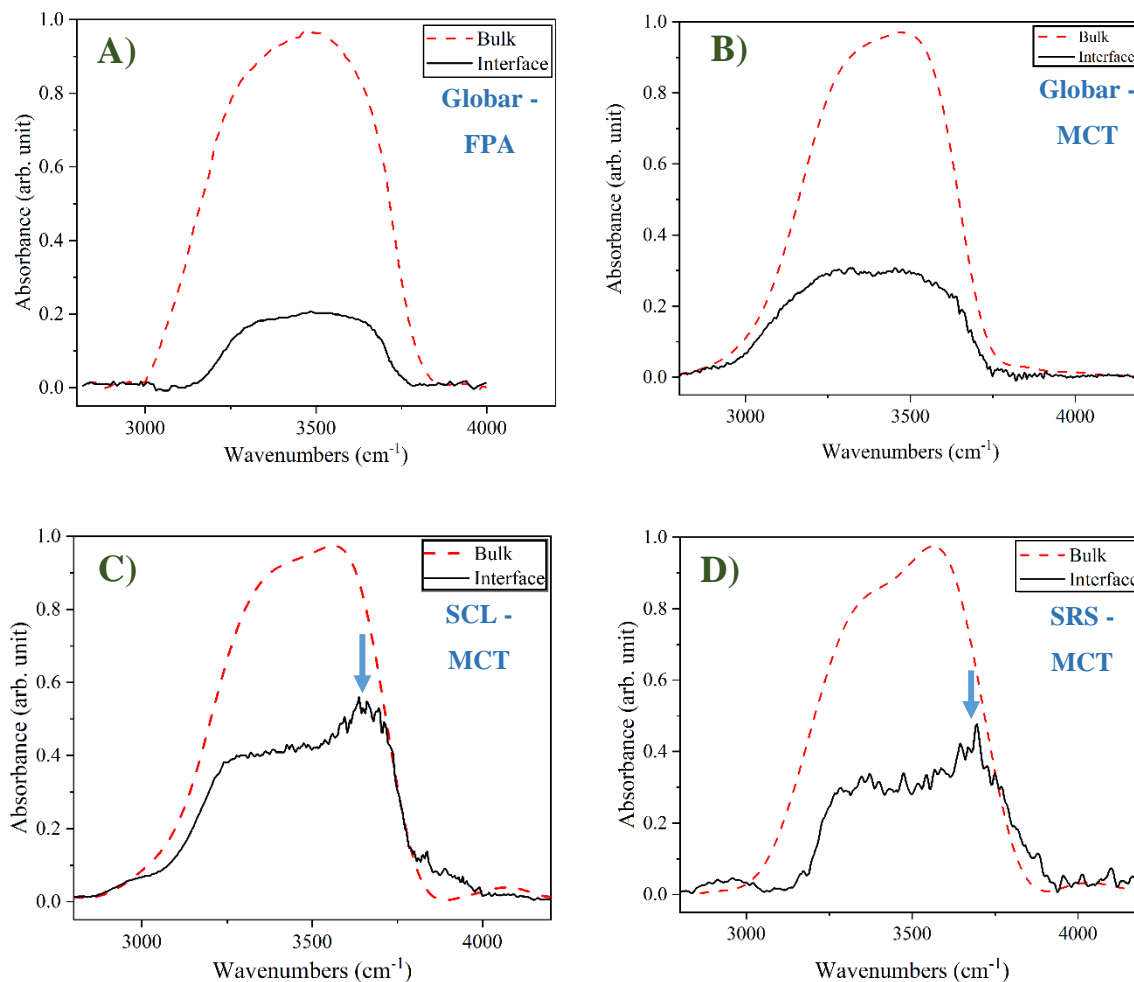 A)
Bulk
Interface
Globar -
FPA
1.0
0.8
0.6
0.4
0.2
0.0
Absorbance (arb. unit)
3000
3500
4000
Wavenumbers (cm-1)
B)
Bulk
Interface
Globar -
MCT
1.0
0.8
0.6
0.4
0.2
0.0
Absorbance (arb. unit)
3000
3500
4000
Wavenumbers (cm-1)
C)
Bulk
Interface
SCL -
MCT
1.0
0.8
0.6
0.4
0.2
0.0
Absorbance (arb. unit)
3000
3500
4000
Wavenumbers (cm-1)
D)
Bulk
Interface
SRS -
MCT
1.0
0.8
0.6
0.4
0.2
0.0
Absorbance (arb. unit)
3000
3500
4000
Wavenumbers (cm-1)